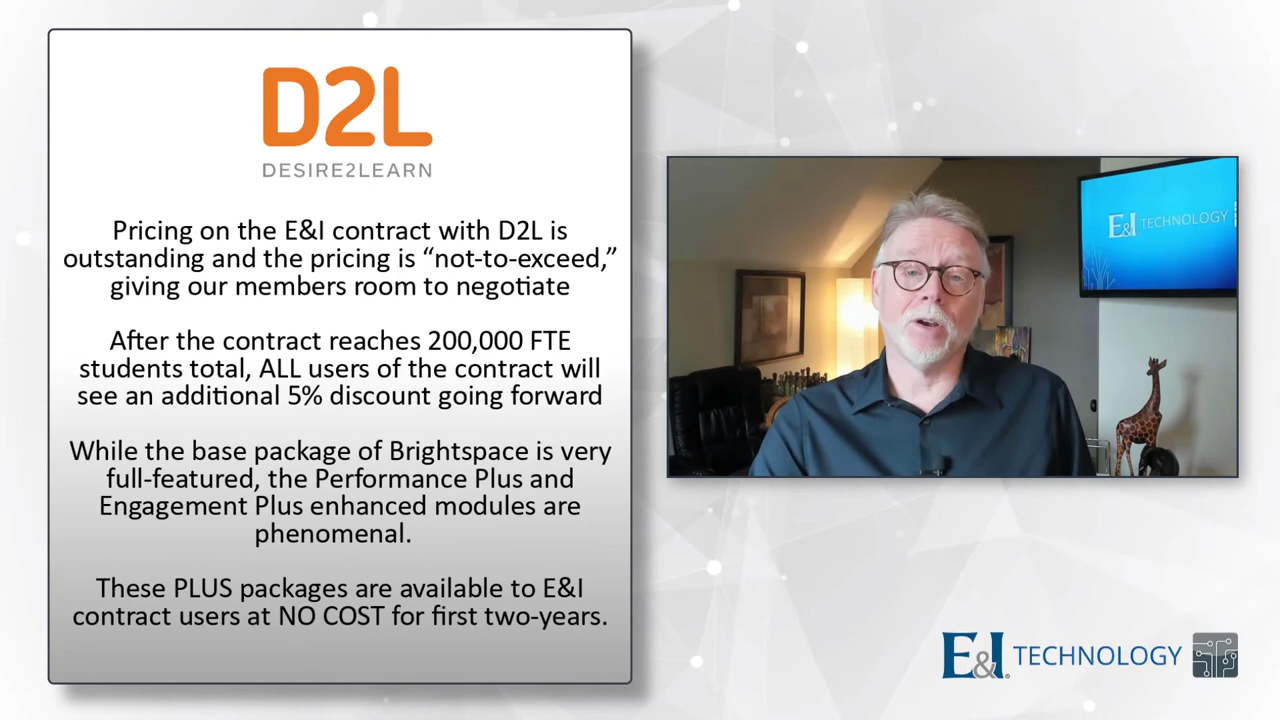 D2L
DESIRE2LEARN
Pricing on the E&I contract with D2L is
outstanding and the pricing is “not-to-exceed,”
giving our members room to negotiate
After the contract reaches 200,000 FTE
students total, ALL users of the contract will
see an additional 5% discount going forward
While the base package of Brightspace is very
full-featured, the Performance Plus and
Engagement Plus enhanced modules are
phenomenal.
These PLUS packages are available to E&I
contract users at NO COST for first two-years.
E&I TECHNOLOGY
E&I TECHNOLOGY